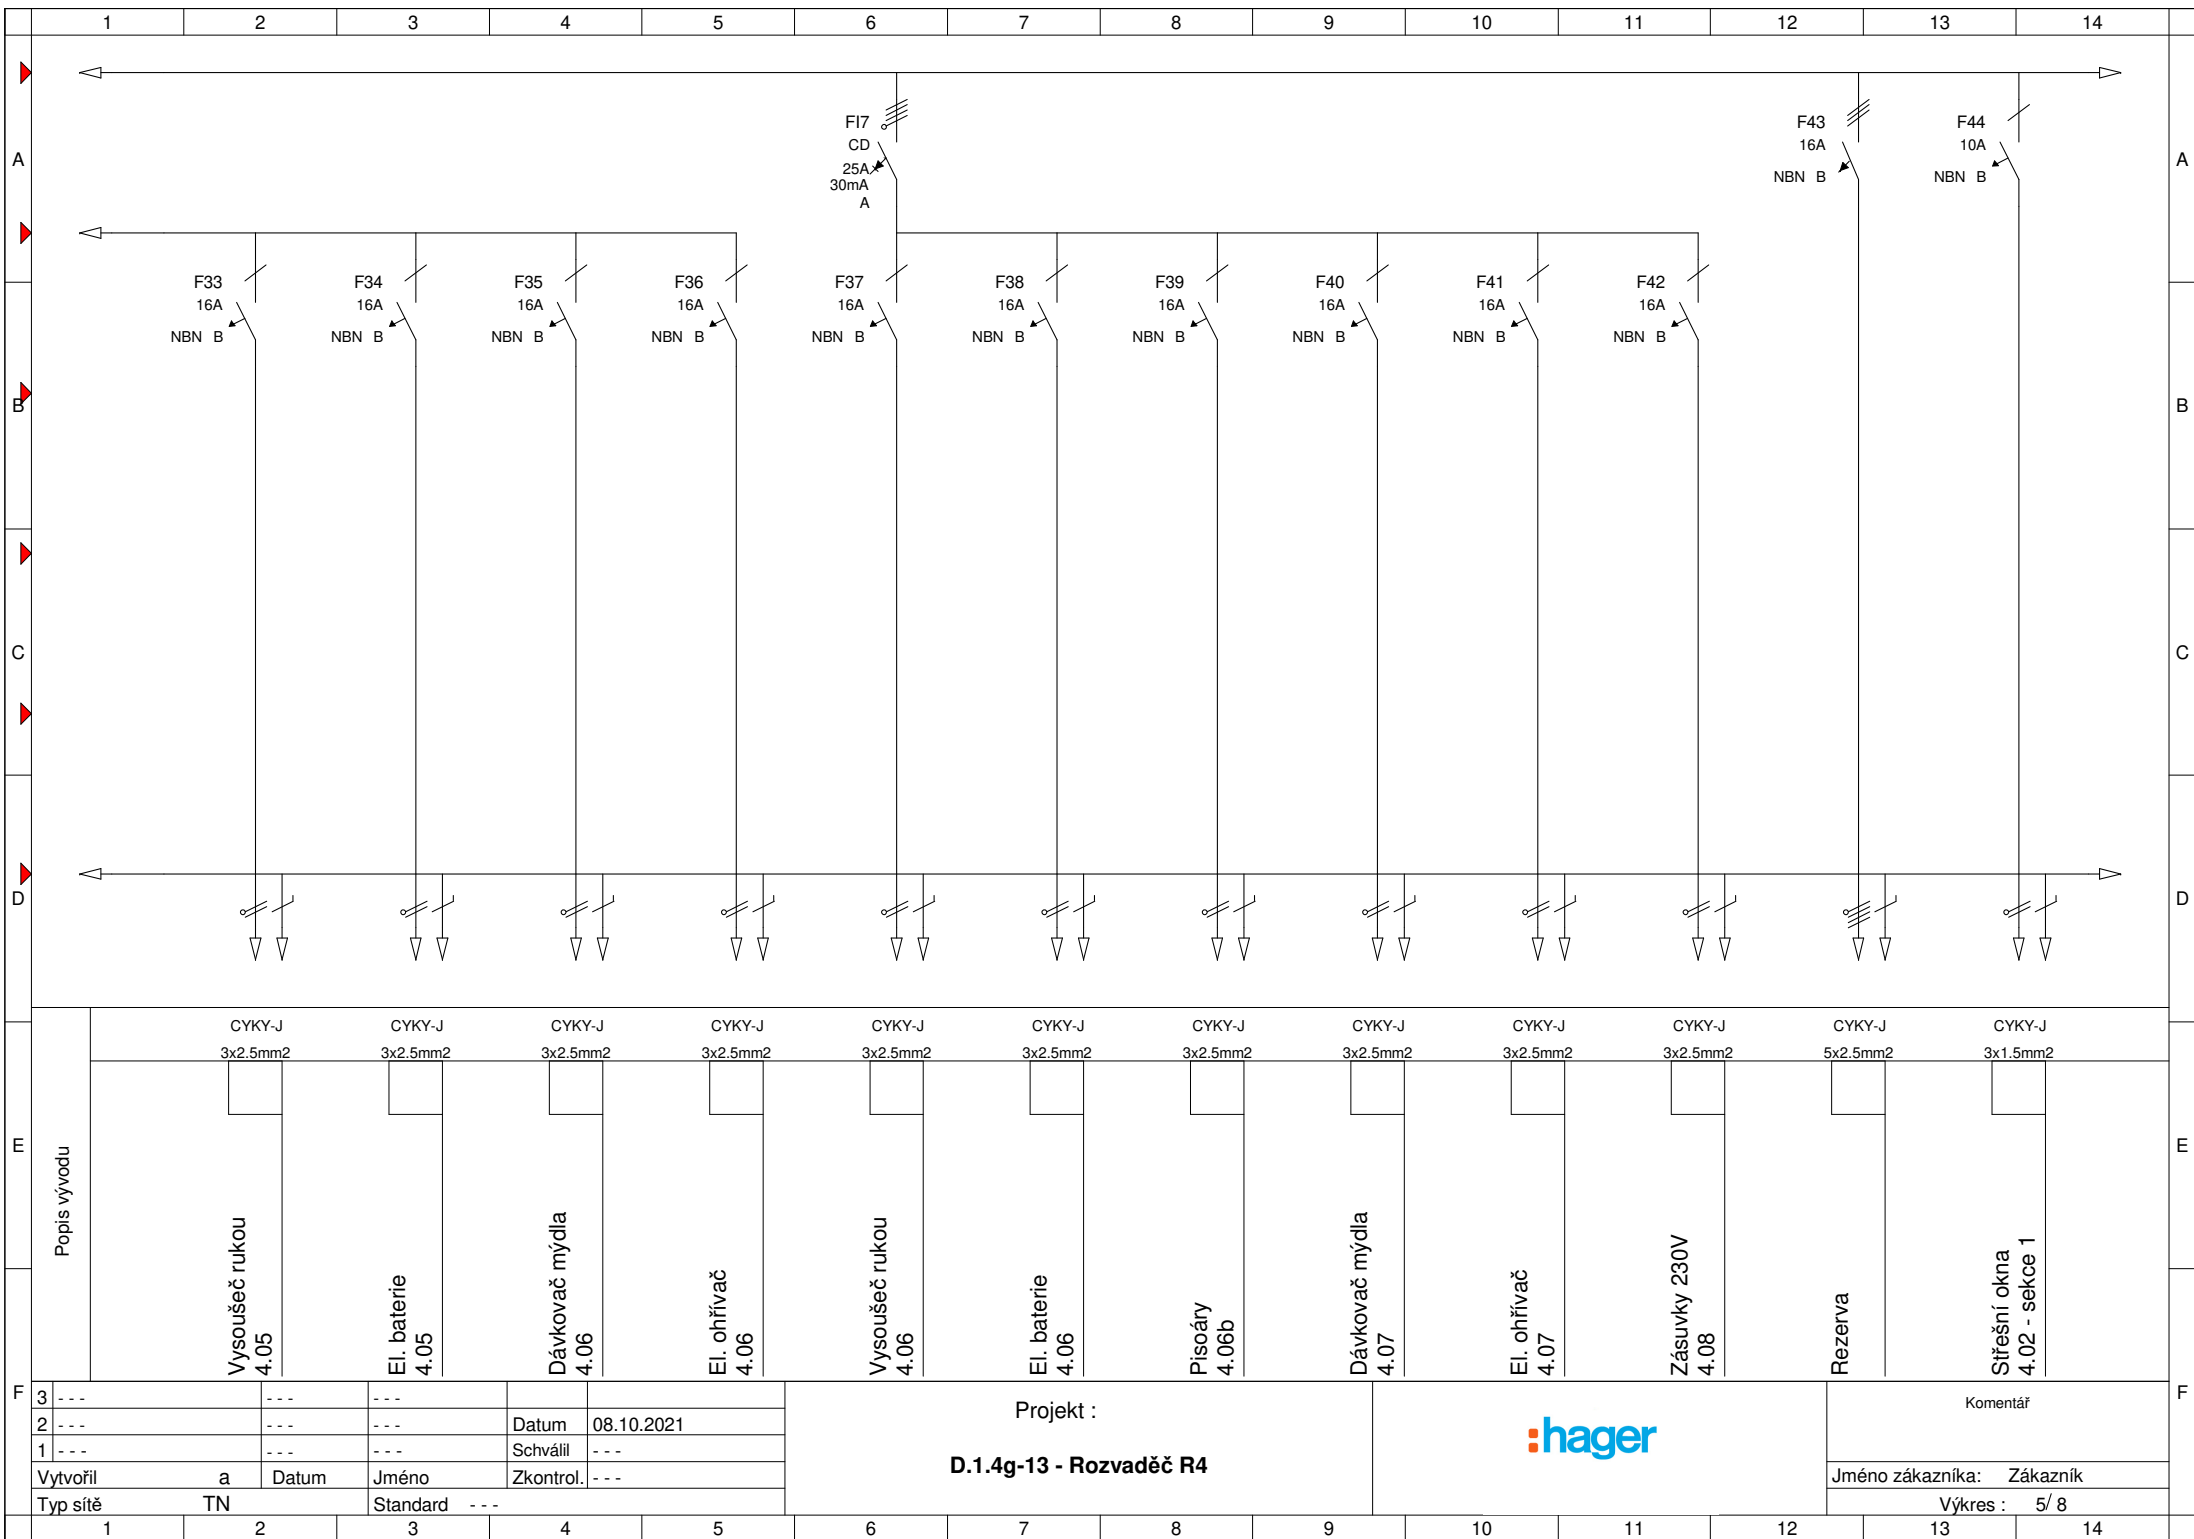 1 2 3 4 5 6 7 8 9 10 11 12 13 14
A A
FI7
CD
25A
30mA
A
F43
16A
NBN B
F44
10A
NBN B
F33
16A
NBN B
F34
16A
NBN B
F35
16A
NBN B
F36
16A
NBN B
F37
16A
NBN B
F38
16A
NBN B
F39
16A
NBN B
F40
16A
NBN B
F41
16A
NBN B
F42
16A
NBN B
B B
C C
D D
E E
F F
Popis vývodu
CYKY-J
3x2.5mm2
Vysoušeč rukou
4.05
CYKY-J
3x2.5mm2
El. baterie
4.05
CYKY-J
3x2.5mm2
Dávkovač mýdla
4.06
CYKY-J
3x2.5mm2
El. ohřívač
4.06
CYKY-J
3x2.5mm2
Vysoušeč rukou
4.06
CYKY-J
3x2.5mm2
El. baterie
4.06
CYKY-J
3x2.5mm2
Pisoáry
4.06b
CYKY-J
3x2.5mm2
Dávkovač mýdla
4.07
CYKY-J
3x2.5mm2
El. ohřívač
4.07
CYKY-J
3x2.5mm2
Zásuvky 230V
4.08
CYKY-J
5x2.5mm2
Rezerva
CYKY-J
3x1.5mm2
Střešní okna
4.02 - sekce 1
3 - - - - - - - - -
2 - - - - - - - - - Datum 08.10.2021
1 - - - - - - - - - Schválil - - -
Vytvořil a Datum Jméno Zkontrol. - - -
Typ sítě TN Standard - - -
Projekt :
D.1.4g-13 - Rozvaděč R4
:hager
Komentář
Jméno zákazníka: Zákazník
Výkres : 5/ 8
1 2 3 4 5 6 7 8 9 10 11 12 13 14